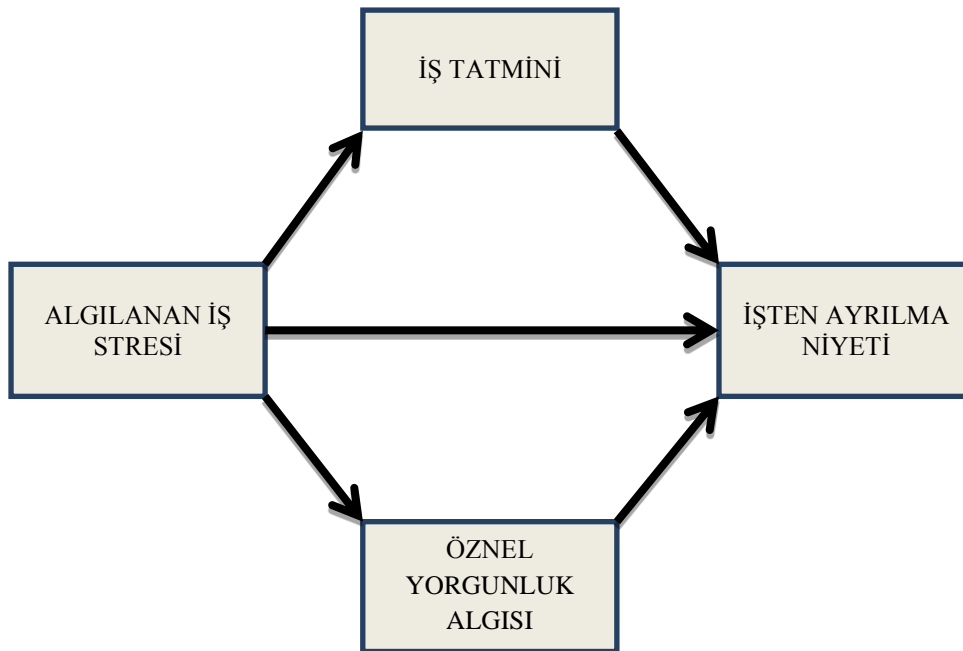 İŞ TATMİNİ
ALGILANAN İŞ
STRESİ
İŞTEN AYRILMA
NİYETİ
ÖZNEL
YORGUNLUK
ALGISI